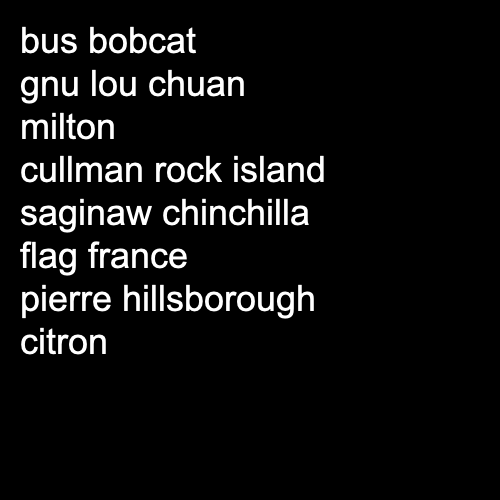 bus bobcat
gnu lou chuan
milton
cullman rock island
saginaw chinchilla
flag france
pierre hillsborough
citron